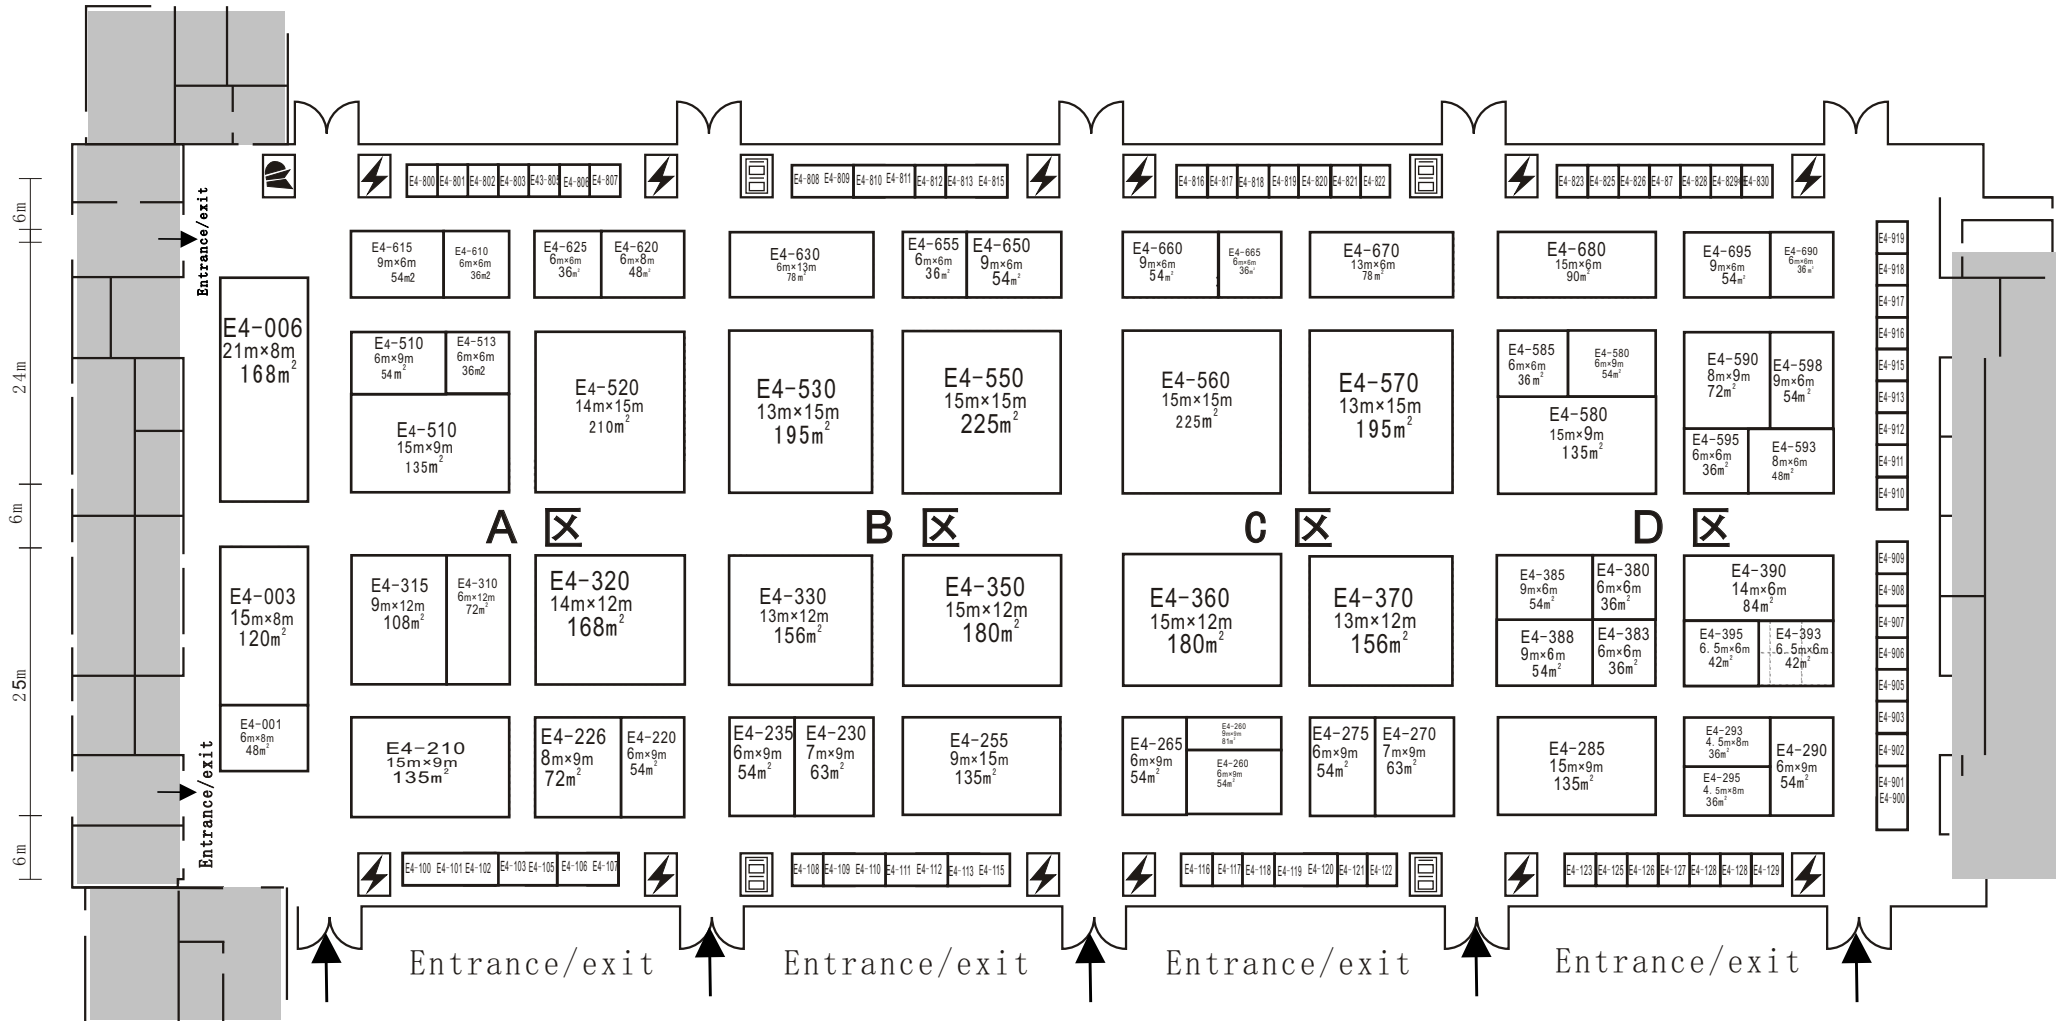 E4-800 E4-801 E4-802 E4-803 E43-805 E4-806 E4-807
E4-808 E4-809 E4-810 E4-811 E4-812 E4-813 E4-815
E4-816 E4-817 E4-818 E4-819 E4-820 E4-821 E4-822
E4-823 E4-825 E4-826 E4-87 E4-828 E4-829 E4-830
6m
24m
6m
25m
6m
Entrance/exit
Entrance/exit
E4-006
21m×8m
168m²
E4-003
15m×8m
120m²
E4-001
6m×8m
48m²
E4-615
9m×6m
54m2
E4-610
6m×6m
36m2
E4-625
6m×6m
36m²
E4-620
6m×8m
48m²
E4-630
6m×13m
78m²
E4-655
6m×6m
36m²
E4-650
9m×6m
54m²
E4-660
9m×6m
54m²
E4-665
6m×6m
36m²
E4-670
13m×6m
78m²
E4-680
15m×6m
90m²
E4-695
9m×6m
54m²
E4-690
6m×6m
36m²
E4-510
6m×9m
54m²
E4-513
6m×6m
36m2
E4-510
15m×9m
135m²
E4-520
14m×15m
210m²
E4-530
13m×15m
195m²
E4-550
15m×15m
225m²
E4-560
15m×15m
225m²
E4-570
13m×15m
195m²
E4-585
6m×6m
36m²
E4-580
6m×9m
54m²
E4-580
15m×9m
135m²
E4-590
8m×9m
72m²
E4-598
9m×6m
54m²
E4-595
6m×6m
36m²
E4-593
8m×6m
48m²
A 区
B 区
C 区
D 区
E4-315
9m×12m
108m²
E4-310
6m×12m
72m²
E4-320
14m×12m
168m²
E4-330
13m×12m
156m²
E4-350
15m×12m
180m²
E4-360
15m×12m
180m²
E4-370
13m×12m
156m²
E4-385
9m×6m
54m²
E4-380
6m×6m
36m²
E4-388
9m×6m
54m²
E4-383
6m×6m
36m²
E4-390
14m×6m
84m²
E4-395
6.5m×6m
42m²
E4-393
6.5m×6m
42m²
E4-210
15m×9m
135m²
E4-226
8m×9m
72m²
E4-220
6m×9m
54m²
E4-235
6m×9m
54m²
E4-230
7m×9m
63m²
E4-255
9m×15m
135m²
E4-265
6m×9m
54m²
E4-260
9m×9m
81m²
E4-260
6m×9m
54m²
E4-275
6m×9m
54m²
E4-270
7m×9m
63m²
E4-285
15m×9m
135m²
E4-293
4.5m×8m
36m²
E4-295
4.5m×8m
36m²
E4-290
6m×9m
54m²
E4-919
E4-918
E4-917
E4-916
E4-915
E4-913
E4-912
E4-911
E4-910
E4-909
E4-908
E4-907
E4-906
E4-905
E4-903
E4-902
E4-901
E4-900
E4-100 E4-101 E4-102 E4-103 E4-105 E4-106 E4-107
E4-108 E4-109 E4-110 E4-111 E4-112 E4-113 E4-115
E4-116 E4-117 E4-118 E4-119 E4-120 E4-121 E4-122
E4-123 E4-125 E4-126 E4-127 E4-128 E4-128 E4-129
Entrance/exit
Entrance/exit
Entrance/exit
Entrance/exit